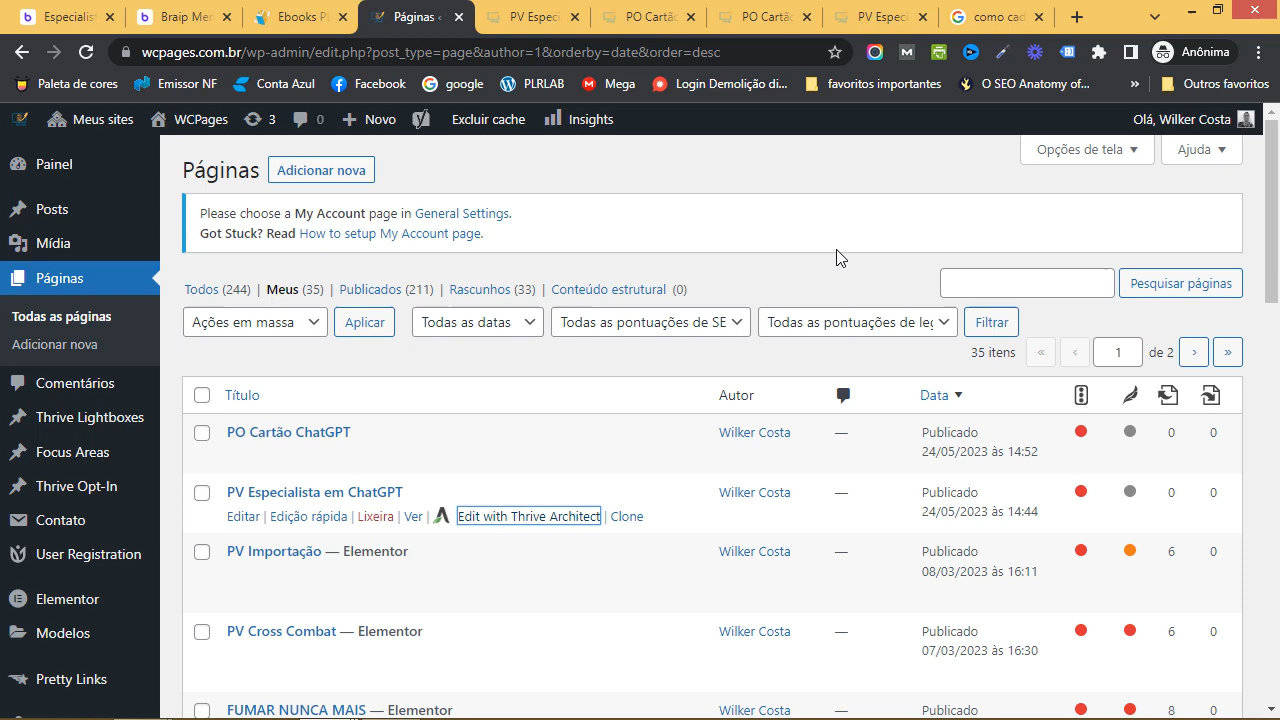 Especialist
Braip Mem
Ebooks PL
Páginas ‹
PV Especi
PO Cartão
PO Cartã
PV Especi
como cad
wcpages.com.br/wp-admin/edit.php?post_type=page&author=1&orderby=date&order=desc
Anônima
Paleta de cores
Emissor NF
Conta Azul
Facebook
google
PLRLAB
Mega
Login Demolição di...
favoritos importantes
O SEO Anatomy of...
Outros favoritos
Meus sites
WCPages
3
0
Novo
Excluir cache
Insights
Olá, Wilker Costa
Painel
Posts
Mídia
Páginas
Todas as páginas
Adicionar nova
Comentários
Thrive Lightboxes
Focus Areas
Thrive Opt-In
Contato
User Registration
Elementor
Modelos
Pretty Links
Páginas
Adicionar nova
Opções de tela
Ajuda
Please choose a My Account page in General Settings.
Got Stuck? Read How to setup My Account page.
Todos (244) | Meus (35) | Publicados (211) | Rascunhos (33) | Conteúdo estrutural (0)
Pesquisar páginas
Ações em massa
Aplicar
Todas as datas
Todas as pontuações de SE
Todas as pontuações de leg
Filtrar
35 itens « ‹ 1 de 2 › »
Título Autor Data
PO Cartão ChatGPT Wilker Costa — Publicado 0 0
24/05/2023 às 14:52
PV Especialista em ChatGPT Wilker Costa — Publicado 0 0
24/05/2023 às 14:44
Editar | Edição rápida | Lixeira | Ver | Edit with Thrive Architect | Clone
PV Importação — Elementor Wilker Costa — Publicado 6 0
08/03/2023 às 16:11
PV Cross Combat — Elementor Wilker Costa — Publicado 6 0
07/03/2023 às 16:30
FUMAR NUNCA MAIS — Elementor Wilker Costa — Publicado 8 0